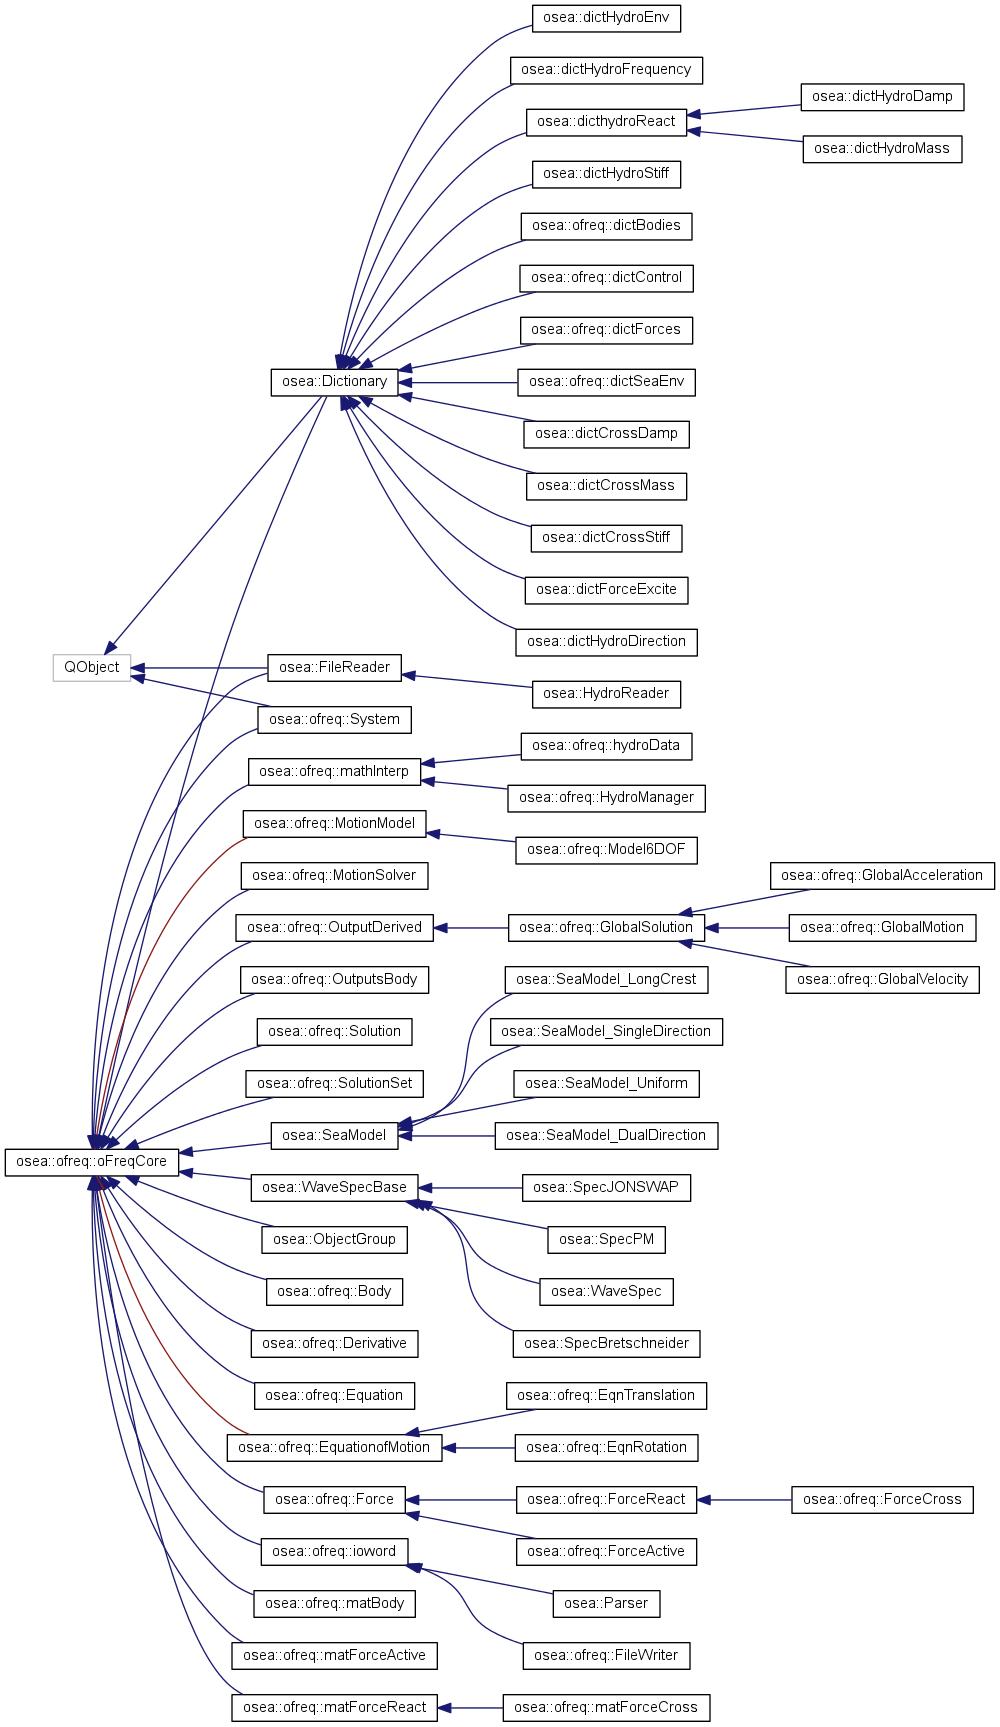 osea::dictHydroEnv
osea::dictHydroFrequency
osea::dictHydroDamp
osea::dicthydroReact
osea::dictHydroMass
osea::dictHydroStiff
osea::ofreq::dictBodies
osea::ofreq::dictControl
osea::ofreq::dictForces
osea::Dictionary
osea::ofreq::dictSeaEnv
osea::dictCrossDamp
osea::dictCrossMass
osea::dictCrossStiff
osea::dictForceExcite
osea::dictHydroDirection
QObject
osea::FileReader
osea::HydroReader
osea::ofreq::System
osea::ofreq::hydroData
osea::ofreq::mathInterp
osea::ofreq::HydroManager
osea::ofreq::MotionModel
osea::ofreq::Model6DOF
osea::ofreq::MotionSolver
osea::ofreq::GlobalAcceleration
osea::ofreq::OutputDerived
osea::ofreq::GlobalSolution
osea::ofreq::GlobalMotion
osea::ofreq::OutputsBody
osea::SeaModel_LongCrest
osea::ofreq::GlobalVelocity
osea::ofreq::Solution
osea::SeaModel_SingleDirection
osea::ofreq::SolutionSet
osea::SeaModel_Uniform
osea::SeaModel
osea::SeaModel_DualDirection
osea::ofreq::oFreqCore
osea::WaveSpecBase
osea::SpecJONSWAP
osea::ObjectGroup
osea::SpecPM
osea::ofreq::Body
osea::WaveSpec
osea::ofreq::Derivative
osea::SpecBretschneider
osea::ofreq::Equation
osea::ofreq::EqnTranslation
osea::ofreq::EquationofMotion
osea::ofreq::EqnRotation
osea::ofreq::Force
osea::ofreq::ForceReact
osea::ofreq::ForceCross
osea::ofreq::ioword
osea::ofreq::ForceActive
osea::ofreq::matBody
osea::Parser
osea::ofreq::matForceActive
osea::ofreq::FileWriter
osea::ofreq::matForceReact
osea::ofreq::matForceCross